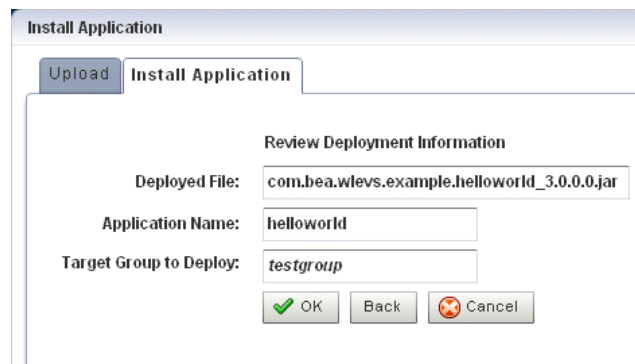 Install Application
Upload Install Application
Review Deployment Information
Deployed File: com.bea.wlevs.example.helloworld_3.0.0.0.jar
Application Name: helloworld
Target Group to Deploy: testgroup
OK Back Cancel